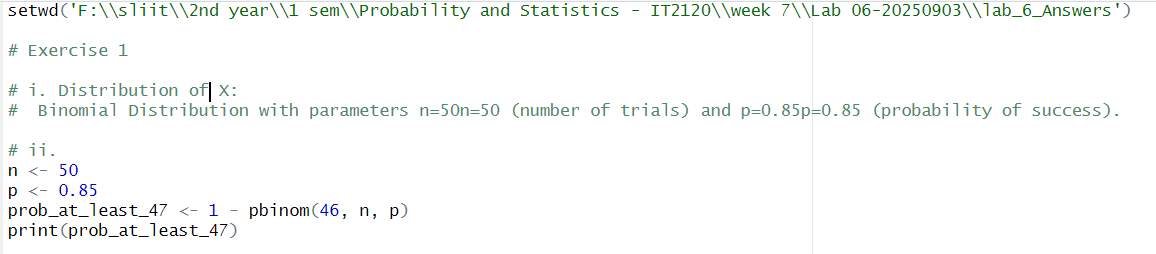 setwd('F:\\sliit\\2nd year\\1 sem\\Probability and Statistics - IT2120\\week 7\\Lab 06-20250903\\lab_6_Answers')
# Exercise 1
# i. Distribution of X:
#  Binomial Distribution with parameters n=50n=50 (number of trials) and p=0.85p=0.85 (probability of success).
# ii.
n <- 50
p <- 0.85
prob_at_least_47 <- 1 - pbinom(46, n, p)
print(prob_at_least_47)